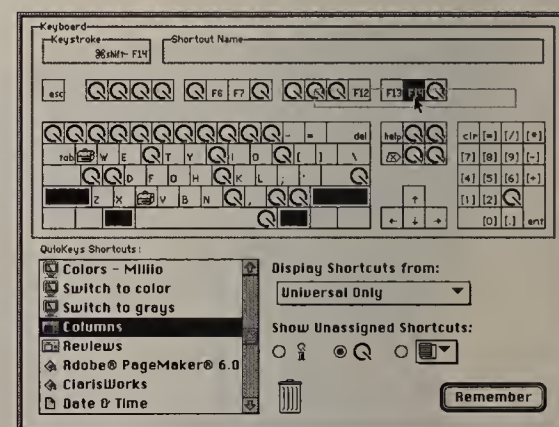 Keyboard
Keystroke
Shortcut Name
⌘shift- F14
esc F6 F7 F12 F13 F14
- = del help clr [=] [/] [*]
tab W E T Y I O [ ] \ [7] [8] [9] [-]
D F O H K L ; ' [4] [5] [6] [+]
Z X V B N , [1] [2]
[0] [.] ent
QuicKeys Shortcuts:
Colors - Millio
Switch to color
Switch to grays
Columns
Reviews
Adobe® PageMaker® 6.0
ClarisWorks
Date & Time
Display Shortcuts from:
Universal Only
Show Unassigned Shortcuts:
Remember